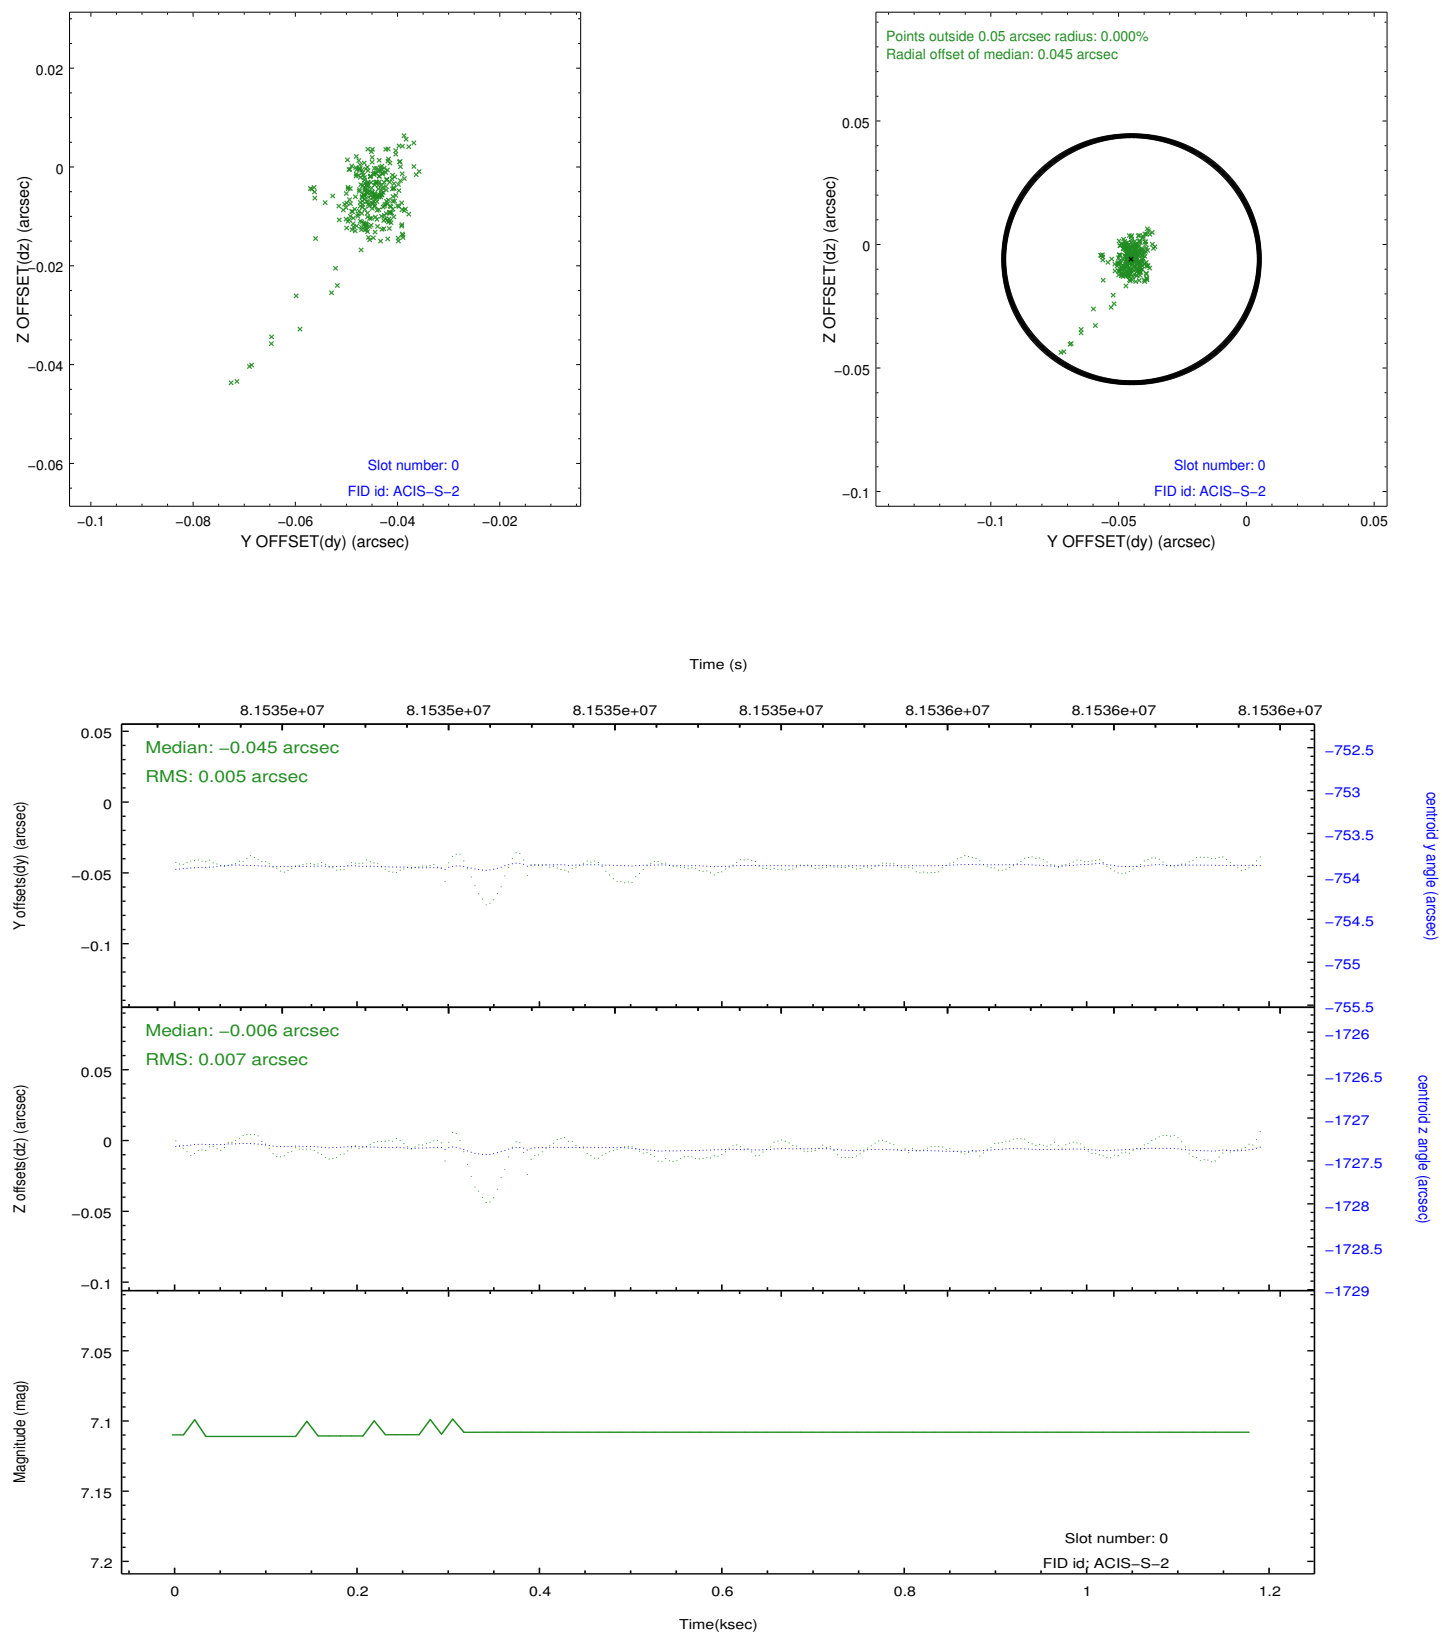 0.02
0
−0.02
−0.04
−0.06
Z OFFSET(dz) (arcsec)
Slot number: 0
FID id: ACIS−S−2
−0.1
−0.08
−0.06
−0.04
−0.02
Y OFFSET(dy) (arcsec)
Points outside 0.05 arcsec radius: 0.000%
Radial offset of median: 0.045 arcsec
0.05
0
−0.05
−0.1
Z OFFSET(dz) (arcsec)
Slot number: 0
FID id: ACIS−S−2
−0.1
−0.05
0
0.05
Y OFFSET(dy) (arcsec)
Time (s)
8.1535e+07
8.1535e+07
8.1535e+07
8.1535e+07
8.1536e+07
8.1536e+07
8.1536e+07
Median: −0.045 arcsec
RMS: 0.005 arcsec
0.05
0
−0.05
−0.1
Y offsets(dy) (arcsec)
−752.5
−753
−753.5
−754
−754.5
−755
−755.5
centroid y angle (arcsec)
Median: −0.006 arcsec
RMS: 0.007 arcsec
0.05
0
−0.05
−0.1
Z offsets(dz) (arcsec)
−1726
−1726.5
−1727
−1727.5
−1728
−1728.5
−1729
centroid z angle (arcsec)
7.05
7.1
7.15
7.2
Magnitude (mag)
Slot number: 0
FID id: ACIS−S−2
0
0.2
0.4
0.6
0.8
1
1.2
Time(ksec)